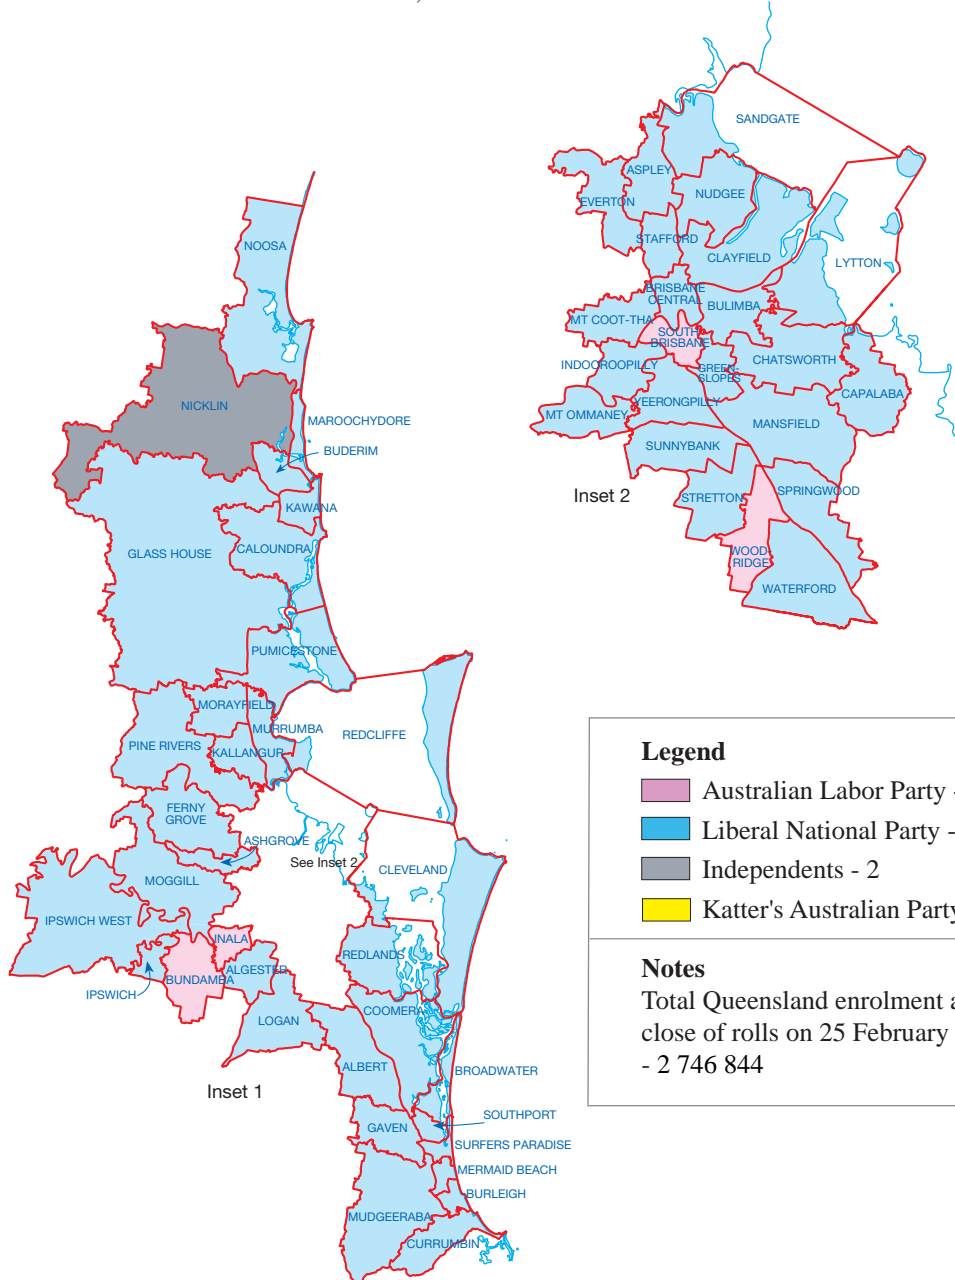 SANDGATE
ASPLEY
NUDGEE
EVERTON
STAFFORD
CLAYFIELD
LYTTON
BRISBANE
CENTRAL
BULIMBA
MT COOT-THA
SOUTH
BRISBANE
INDOOROOPILLY
GREEN-
SLOPES
CHATSWORTH
YEERONGPILLY
CAPALABA
MT OMMANEY
MANSFIELD
SUNNYBANK
Inset 2
STRETTON
SPRINGWOOD
WOOD-
RIDGE
WATERFORD
NOOSA
NICKLIN
MAROOCHYDORE
BUDERIM
KAWANA
GLASS HOUSE
CALOUNDRA
PUMICESTONE
MORAYFIELD
MURRUMBA
REDCLIFFE
PINE RIVERS
KALLANGUR
FERNY
GROVE
ASHGROVE
See Inset 2
CLEVELAND
MOGGILL
IPSWICH WEST
INALA
REDLANDS
ALGESTER
BUNDAMBA
IPSWICH
LOGAN
COOMERA
ALBERT
BROADWATER
Inset 1
SOUTHPORT
GAVEN
SURFERS PARADISE
MERMAID BEACH
BURLEIGH
MUDGEERABA
CURRUMBIN
Legend
Australian Labor Party -
Liberal National Party -
Independents - 2
Katter's Australian Party
Notes
Total Queensland enrolment a
close of rolls on 25 February
- 2 746 844